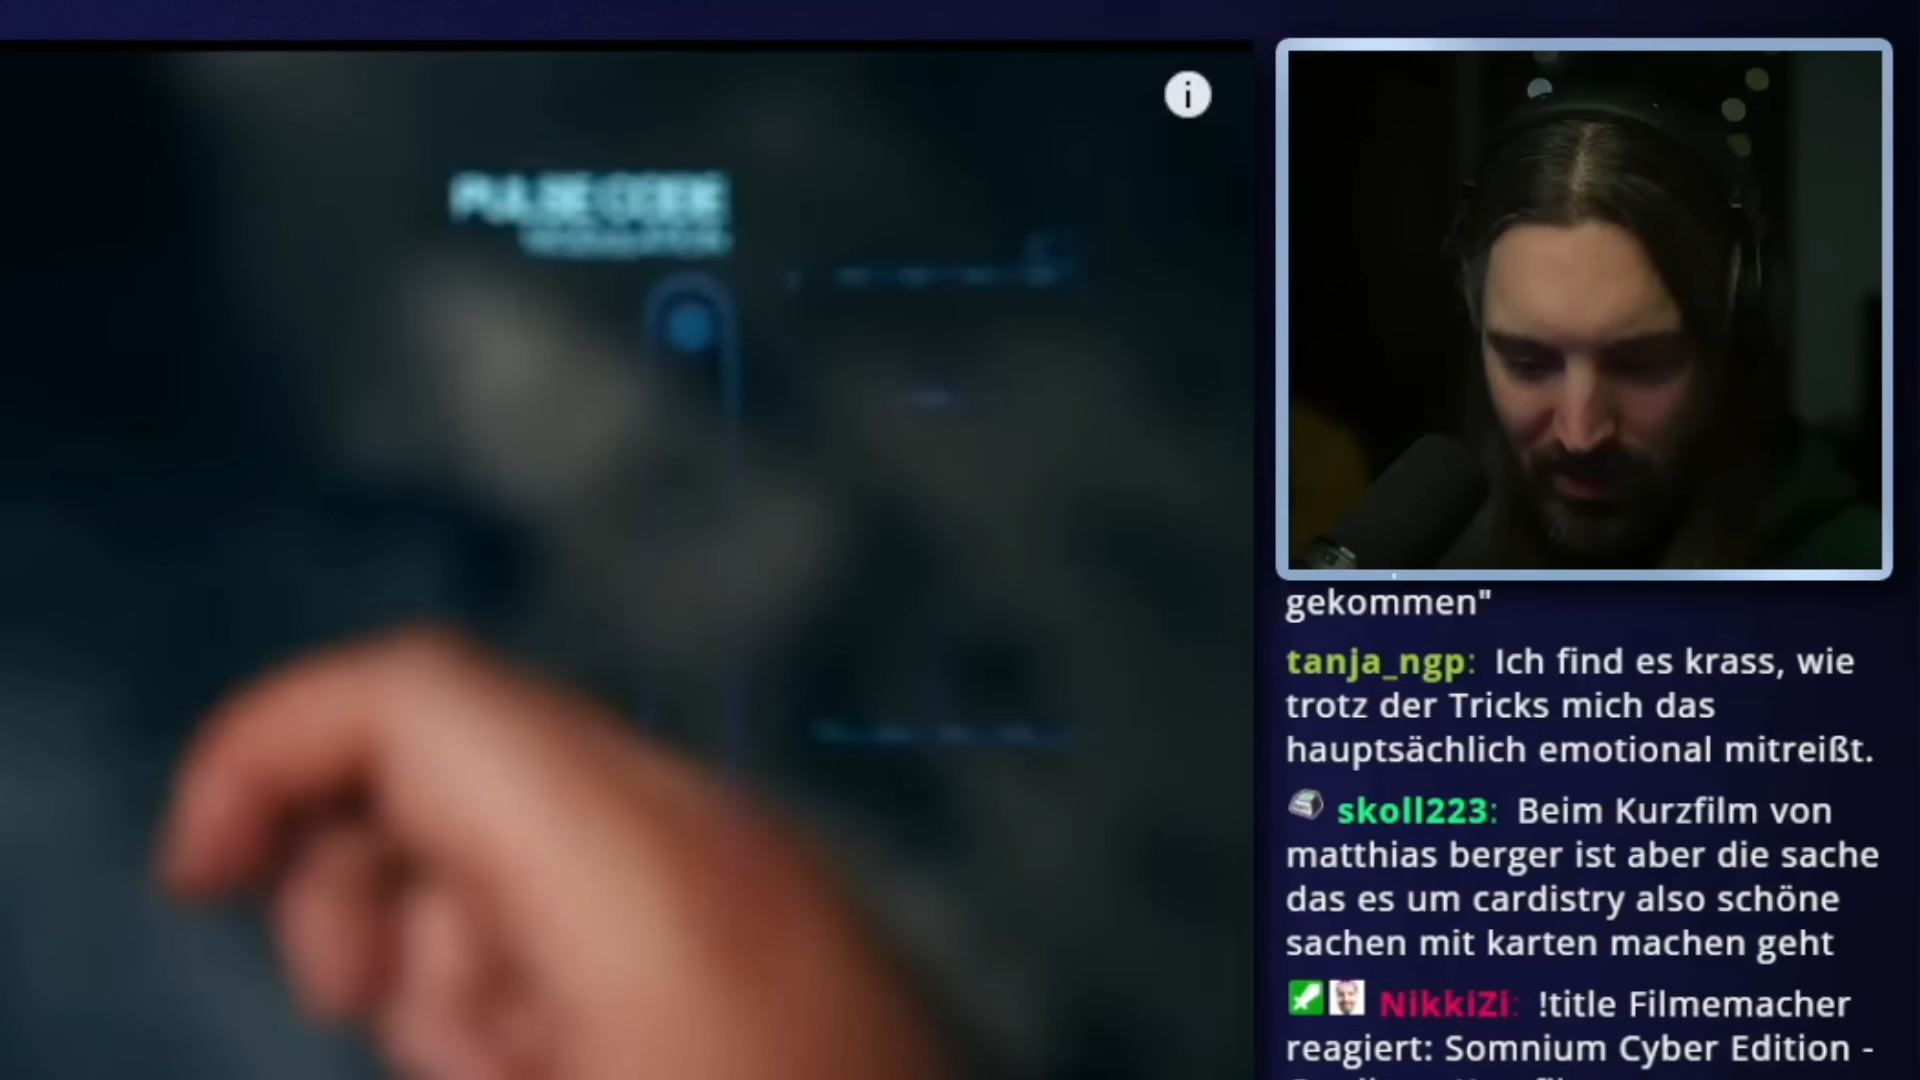 PULSE CODE
i
gekommen"
tanja_ngp: Ich find es krass, wie
trotz der Tricks mich das
hauptsächlich emotional mitreißt.
skoll223: Beim Kurzfilm von
matthias berger ist aber die sache
das es um cardistry also schöne
sachen mit karten machen geht
NikkiZi: !title Filmemacher
reagiert: Somnium Cyber Edition -